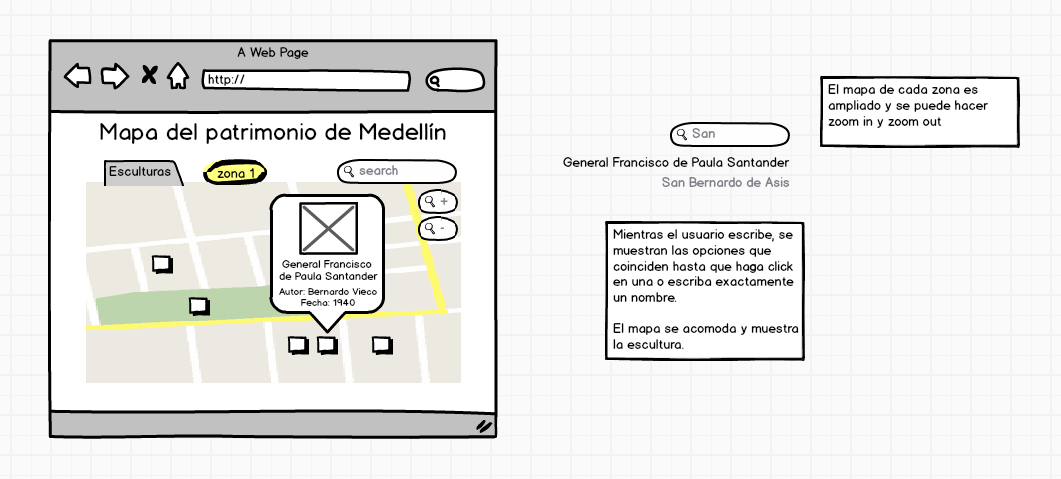 A Web Page
http://
Mapa del patrimonio de Medellín
Esculturas
zona 1
search
+
-
General Francisco
de Paula Santander
Autor: Bernardo Vieco
Fecha: 1940
San
General Francisco de Paula Santander
San Bernardo de Asis
Mientras el usuario escribe, se
muestran las opciones que
coinciden hasta que haga click
en una o escriba exactamente
un nombre.
El mapa se acomoda y muestra
la escultura.
El mapa de cada zona es
ampliado y se puede hacer
zoom in y zoom out